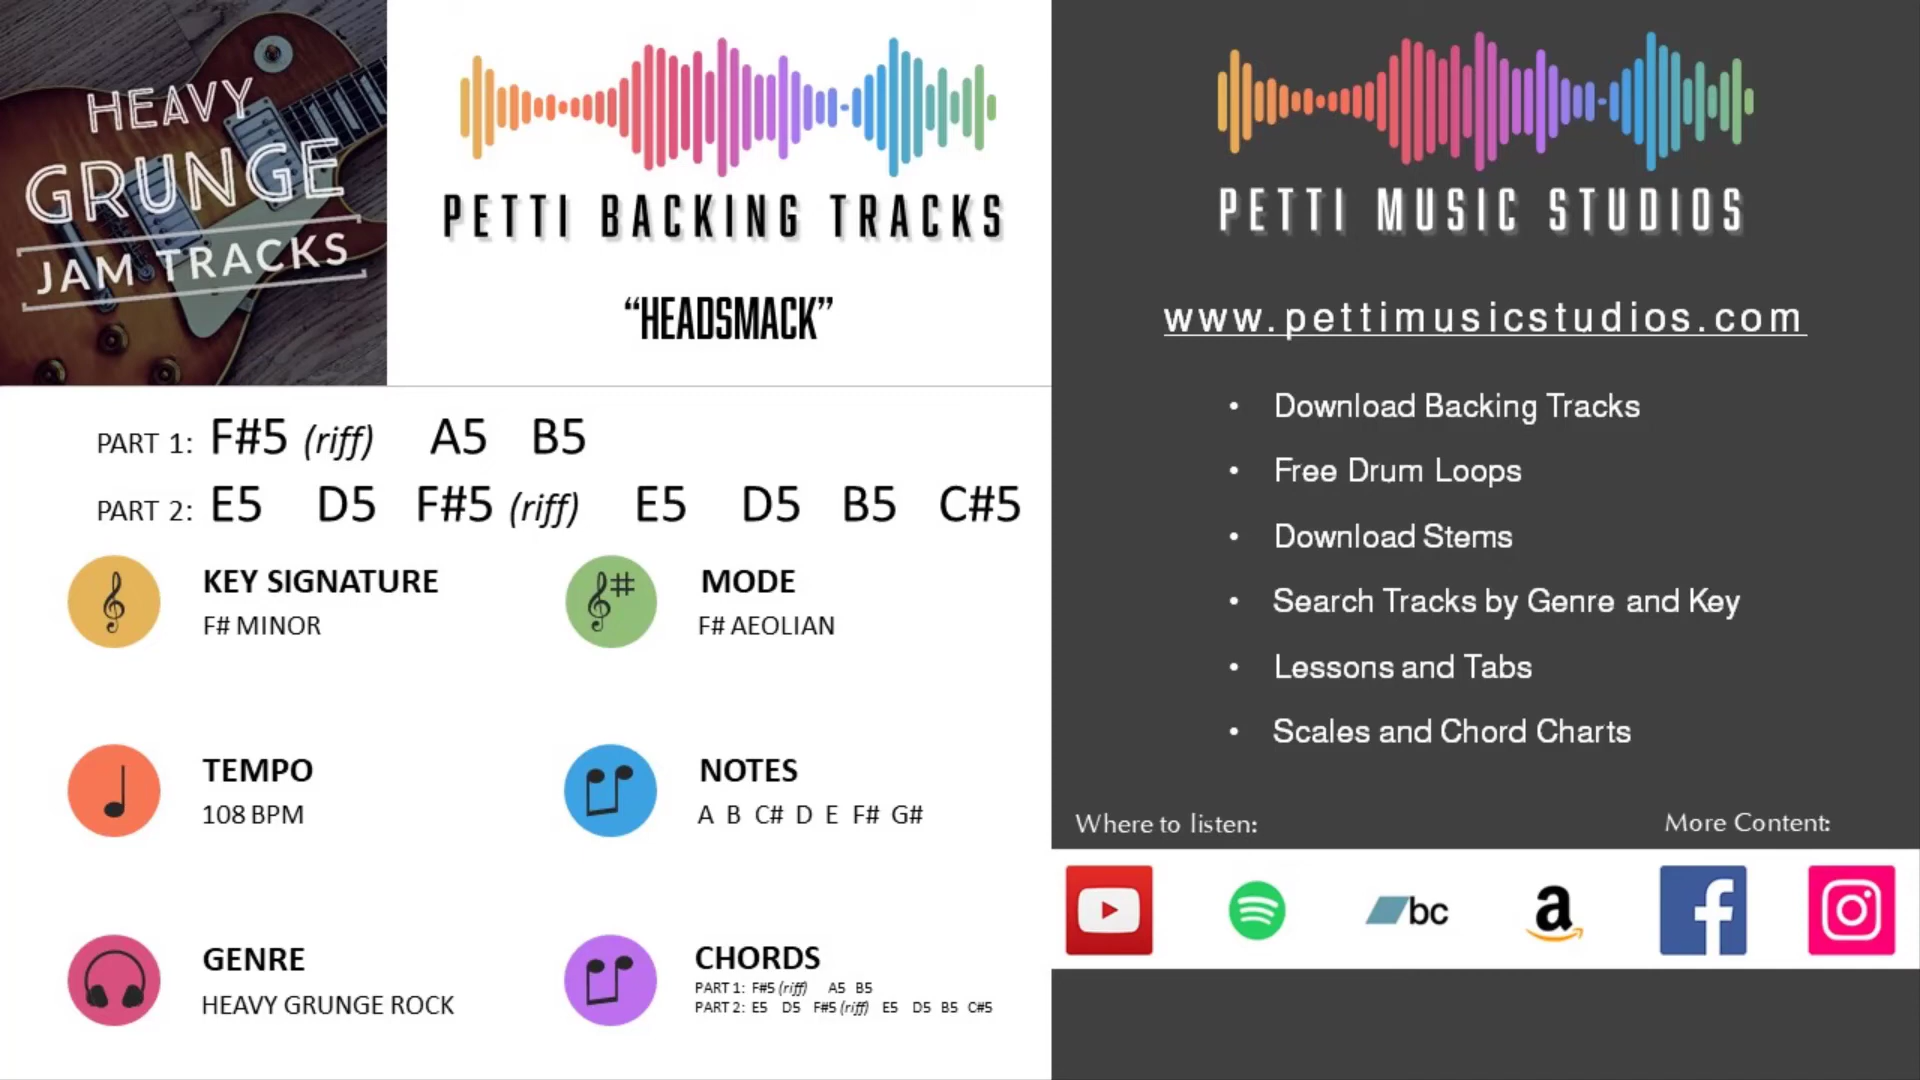 HEAVY
GRUNGE
JAM TRACKS
PETTI BACKING TRACKS
“HEADSMACK”
PART 1: F#5 (riff) A5 B5
PART 2: E5 D5 F#5 (riff) E5 D5 B5 C#5
KEY SIGNATURE
F# MINOR
MODE
F# AEOLIAN
TEMPO
108 BPM
NOTES
A B C# D E F# G#
GENRE
HEAVY GRUNGE ROCK
CHORDS
PART 1: F#5 (riff) A5 B5
PART 2: E5 D5 F#5 (riff) E5 D5 B5 C#5
PETTI MUSIC STUDIOS
www.pettimusicstudios.com
• Download Backing Tracks
• Free Drum Loops
• Download Stems
• Search Tracks by Genre and Key
• Lessons and Tabs
• Scales and Chord Charts
Where to listen:
More Content:
bc
a